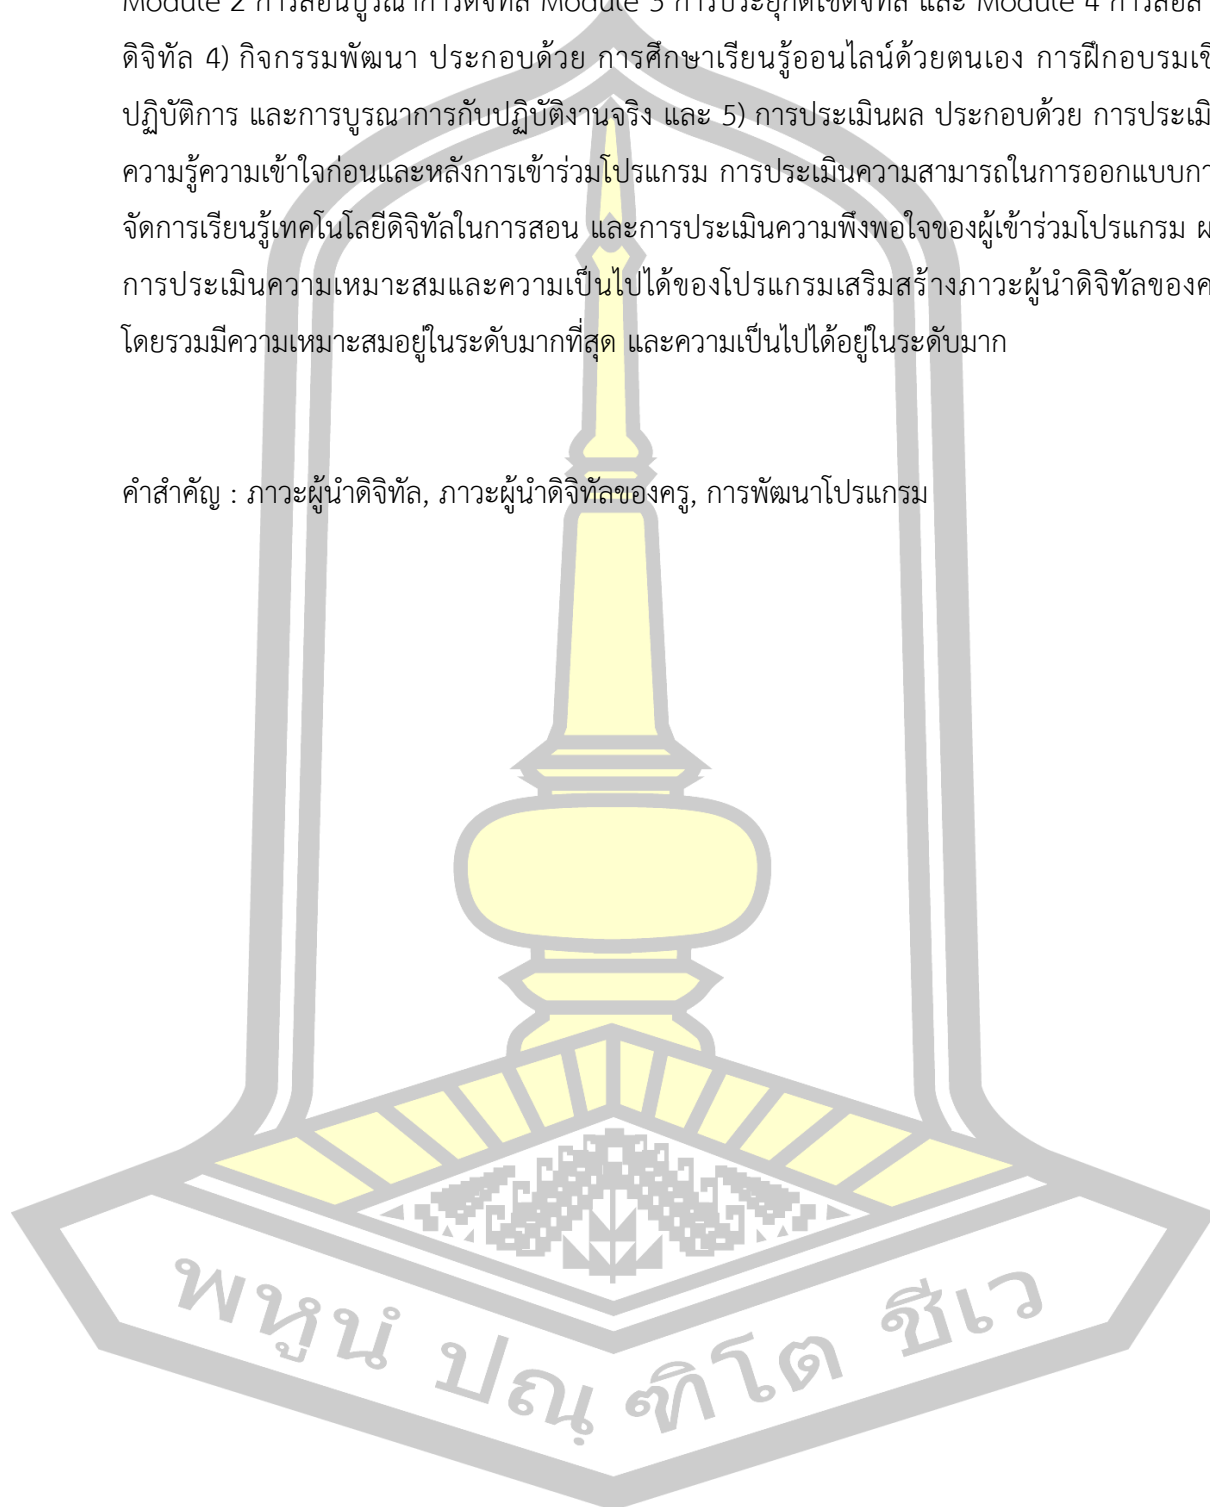 Module 2 การสอนบูรณาการดิจิทัล Module 3 การประยุกต์ใช้ดิจิทัล และ Module 4 การสื่อส
ดิจิทัล 4) กิจกรรมพัฒนา ประกอบด้วย การศึกษาเรียนรู้ออนไลน์ด้วยตนเอง การฝึกอบรมเชิ
ปฏิบัติการ และการบูรณาการกับปฏิบัติงานจริง และ 5) การประเมินผล ประกอบด้วย การประเมิ
ความรู้ความเข้าใจก่อนและหลังการเข้าร่วมโปรแกรม การประเมินความสามารถในการออกแบบกา
จัดการเรียนรู้เทคโนโลยีดิจิทัลในการสอน และการประเมินความพึงพอใจของผู้เข้าร่วมโปรแกรม ผ
การประเมินความเหมาะสมและความเป็นไปได้ของโปรแกรมเสริมสร้างภาวะผู้นำดิจิทัลของค
โดยรวมมีความเหมาะสมอยู่ในระดับมากที่สุด และความเป็นไปได้อยู่ในระดับมาก
คำสำคัญ : ภาวะผู้นำดิจิทัล, ภาวะผู้นำดิจิทัลของครู, การพัฒนาโปรแกรม
พหูนํ ปณฺฑิโต ชีเว